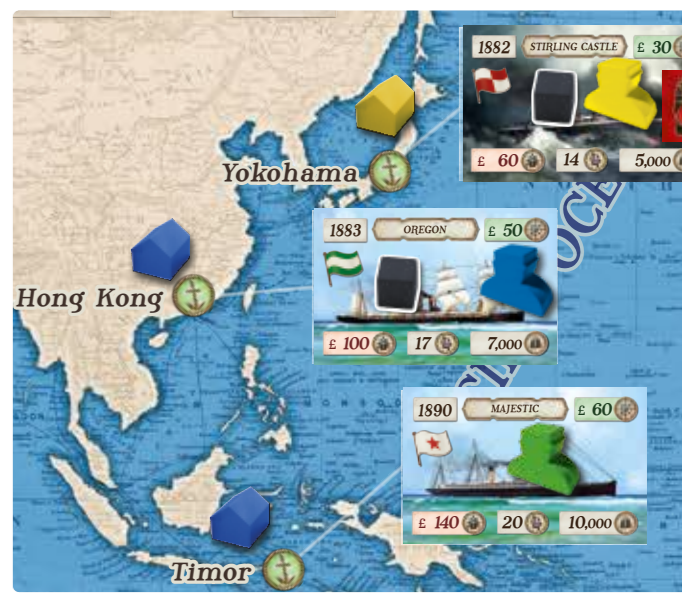 1882 STIRLING CASTLE £ 30
£ 60 14 5,000
Yokohama
1883 OREGON £ 50
£ 100 17 7,000
Hong Kong
OCE
1890 MAJESTIC £ 60
£ 140 20 10,000
Timor